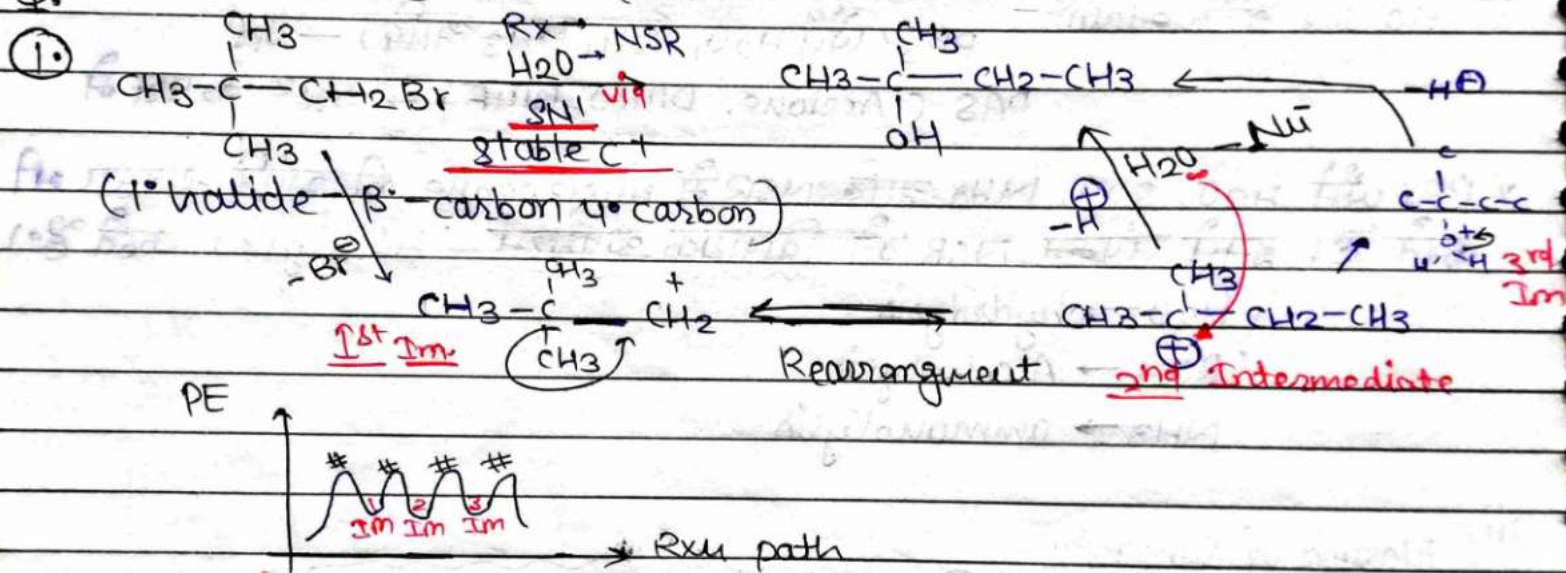 1.
CH3 Rx → NSR CH3
CH3-C-CH2Br H2O → via CH3-C-CH2-CH3 ← -H⊖
CH3 SN1 OH H2O - Nu
stable C+
(1° halide β-carbon 4° carbon) ⊕ -H C-C-C-C
-Br⊖ O+ H H 3rd Im
CH3 + CH3
CH3-C-CH2 CH3-C-CH2-CH3
1st Im. CH3 Rearrangment ⊕ 2nd Intermediate
PE
# # # #
1 2 3
Im Im Im
Rxn path